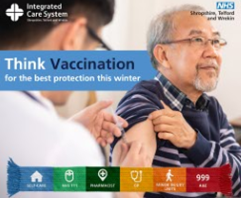 Integrated
Care System
NHS
Shropshire, Telford
and Wrekin
Think Vaccination
for the best protection this winter
SELF CARE
NHS 111
PHARMACIST
GP
999
A&E